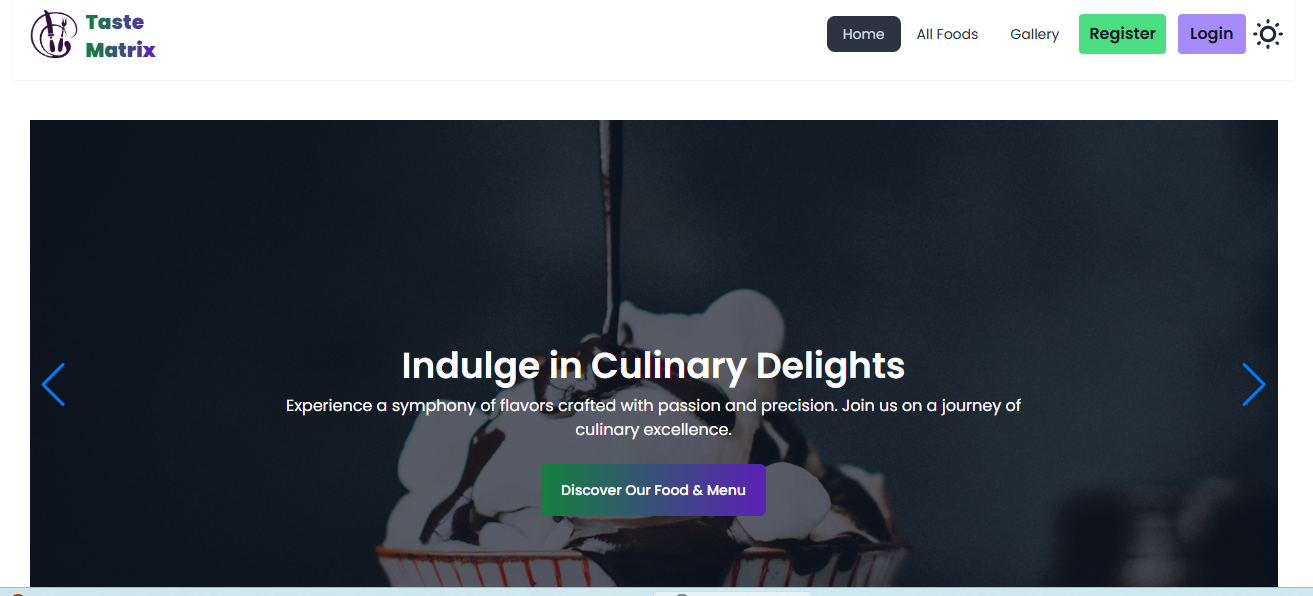 Taste
Matrix
Home
All Foods
Gallery
Register
Login
Indulge in Culinary Delights
Experience a symphony of flavors crafted with passion and precision. Join us on a journey of
culinary excellence.
Discover Our Food & Menu